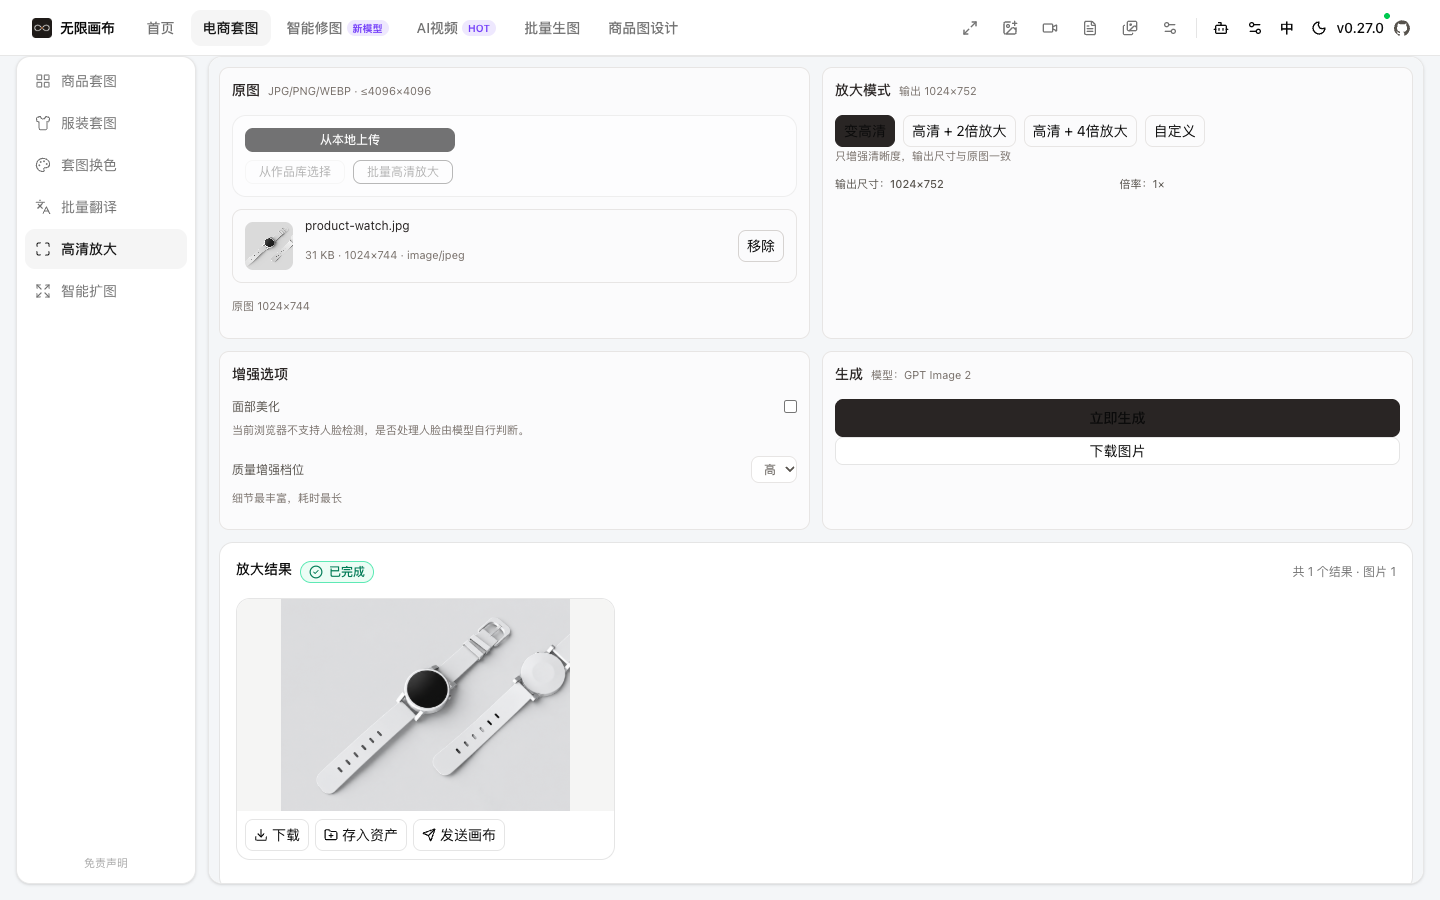 无限画布 首页 电商套图 智能修图 新模型 AI视频 HOT 批量生图 商品图设计 中 v0.27.0
商品套图
服装套图
套图换色
批量翻译
高清放大
智能扩图
免责声明
原图 JPG/PNG/WEBP · ≤4096×4096
从本地上传
从作品库选择 批量高清放大
product-watch.jpg
31 KB · 1024×744 · image/jpeg
移除
原图 1024×744
放大模式 输出 1024×752
变高清 高清 + 2倍放大 高清 + 4倍放大 自定义
只增强清晰度，输出尺寸与原图一致
输出尺寸：1024×752 倍率：1×
增强选项
面部美化
当前浏览器不支持人脸检测，是否处理人脸由模型自行判断。
质量增强档位 高
细节最丰富，耗时最长
生成 模型：GPT Image 2
立即生成
下载图片
放大结果 已完成 共 1 个结果 · 图片 1
下载 存入资产 发送画布